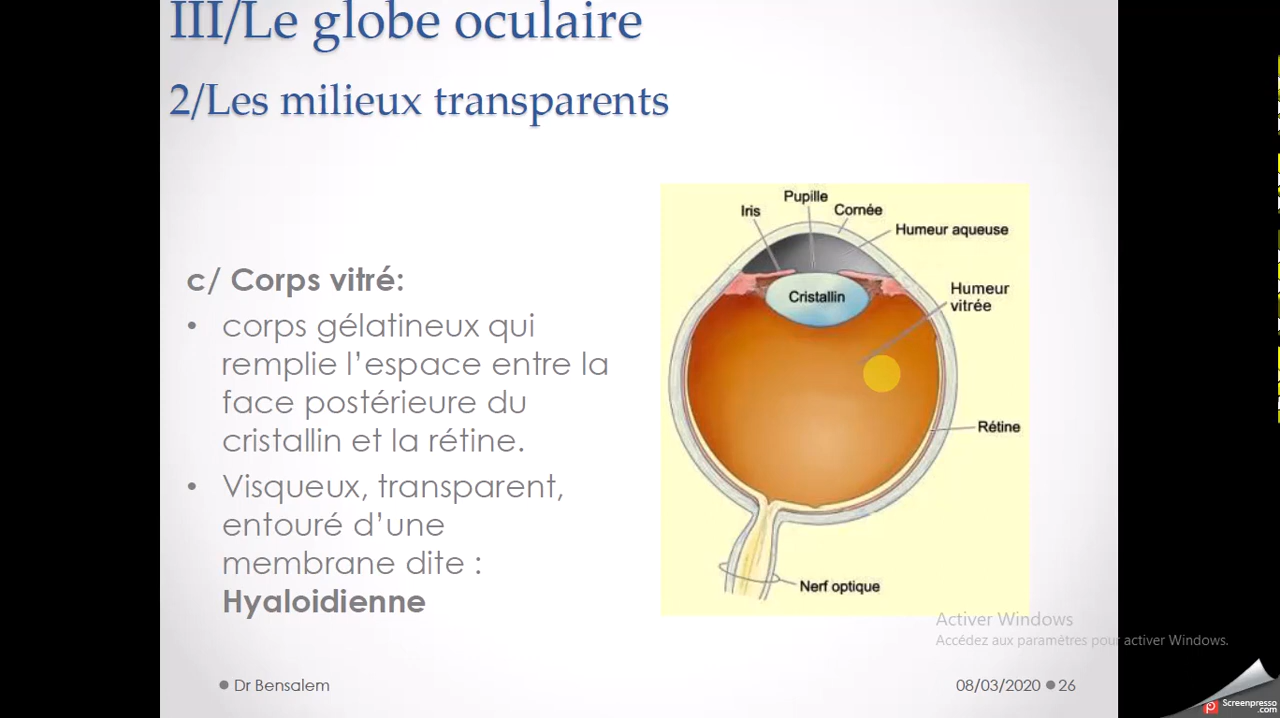 III/Le globe oculaire
2/Les milieux transparents
c/ Corps vitré:
• corps gélatineux qui
remplie l’espace entre la
face postérieure du
cristallin et la rétine.
• Visqueux, transparent,
entouré d’une
membrane dite :
Hyaloidienne
Pupille
Iris
Cornée
Humeur aqueuse
Cristallin
Humeur
vitrée
Rétine
Nerf optique
Activer Windows
Accédez aux paramètres pour activer Windows.
Dr Bensalem
08/03/2020
26
Screenpresso
.com